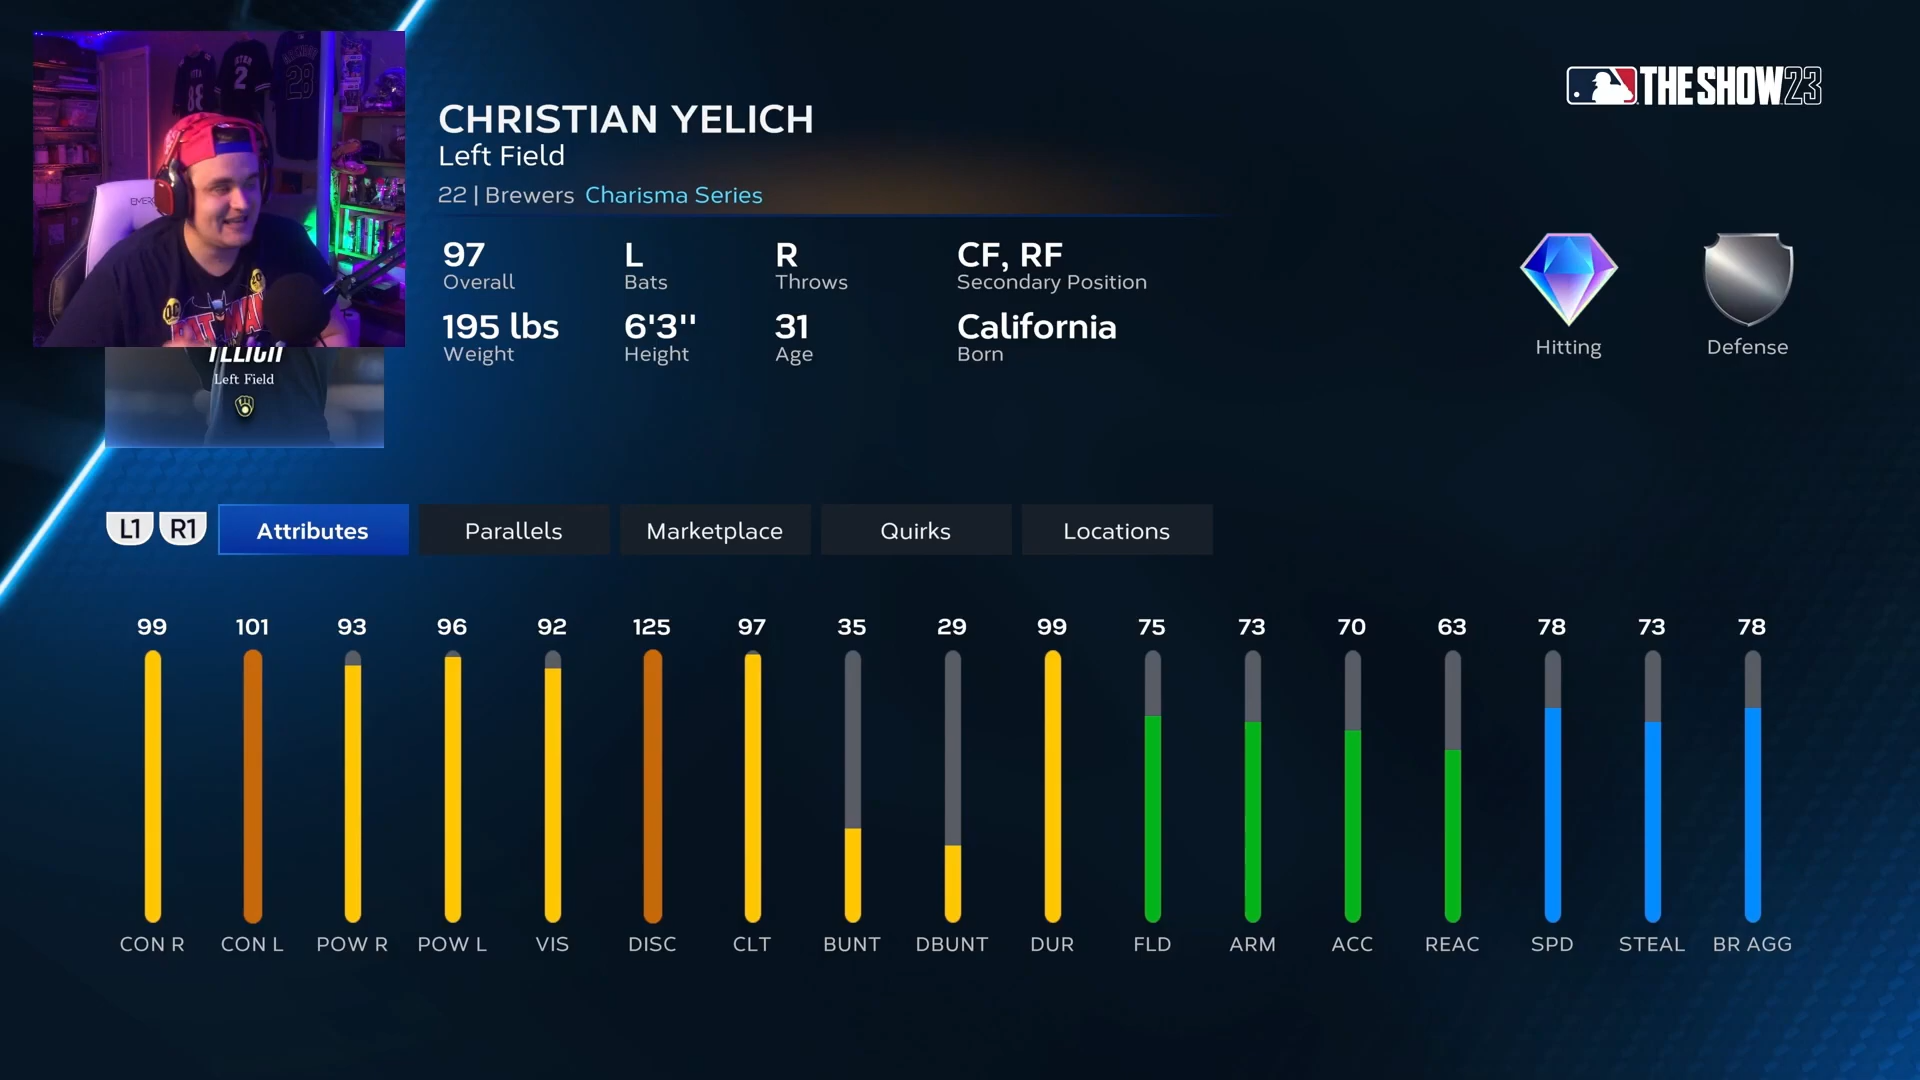 CHRISTIAN YELICH
Left Field
22 | Brewers Charisma Series
THE SHOW 23
97
Overall
L
Bats
R
Throws
CF, RF
Secondary Position
195 lbs
Weight
6'3''
Height
31
Age
California
Born
Hitting
Defense
2
28
YELICH
Left Field
L1 R1 Attributes Parallels Marketplace Quirks Locations
99 101 93 96 92 125 97 35 29 99 75 73 70 63 78 73 78
CON R CON L POW R POW L VIS DISC CLT BUNT DBUNT DUR FLD ARM ACC REAC SPD STEAL BR AGG